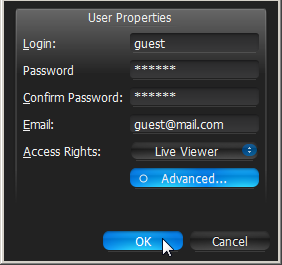 User Properties
Login: guest
Password ******
Confirm Password: ******
Email: guest@mail.com
Access Rights: Live Viewer
Advanced...
OK Cancel